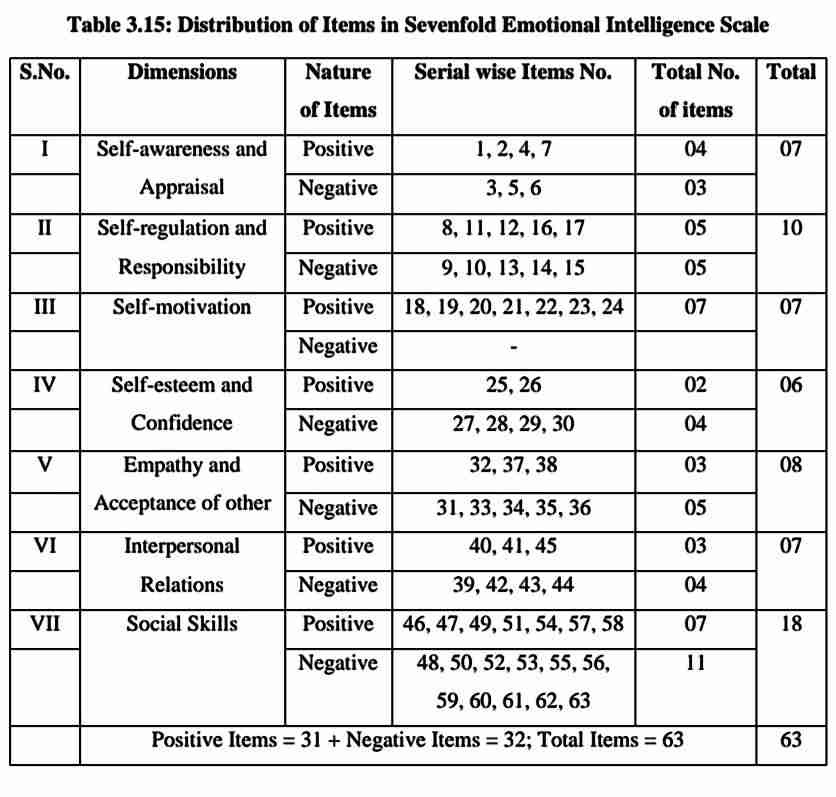 Table 3.15: Distribution of Items in Sevenfold Emotional Intelligence Scale
S.No. Dimensions Nature of Items Serial wise Items No. Total No. of items Total
I Self-awareness and Positive 1, 2, 4, 7 04 07
Appraisal Negative 3, 5, 6 03
II Self-regulation and Positive 8, 11, 12, 16, 17 05 10
Responsibility Negative 9, 10, 13, 14, 15 05
III Self-motivation Positive 18, 19, 20, 21, 22, 23, 24 07 07
Negative -
IV Self-esteem and Positive 25, 26 02 06
Confidence Negative 27, 28, 29, 30 04
V Empathy and Positive 32, 37, 38 03 08
Acceptance of other Negative 31, 33, 34, 35, 36 05
VI Interpersonal Positive 40, 41, 45 03 07
Relations Negative 39, 42, 43, 44 04
VII Social Skills Positive 46, 47, 49, 51, 54, 57, 58 07 18
Negative 48, 50, 52, 53, 55, 56, 11
59, 60, 61, 62, 63
Positive Items = 31 + Negative Items = 32; Total Items = 63 63